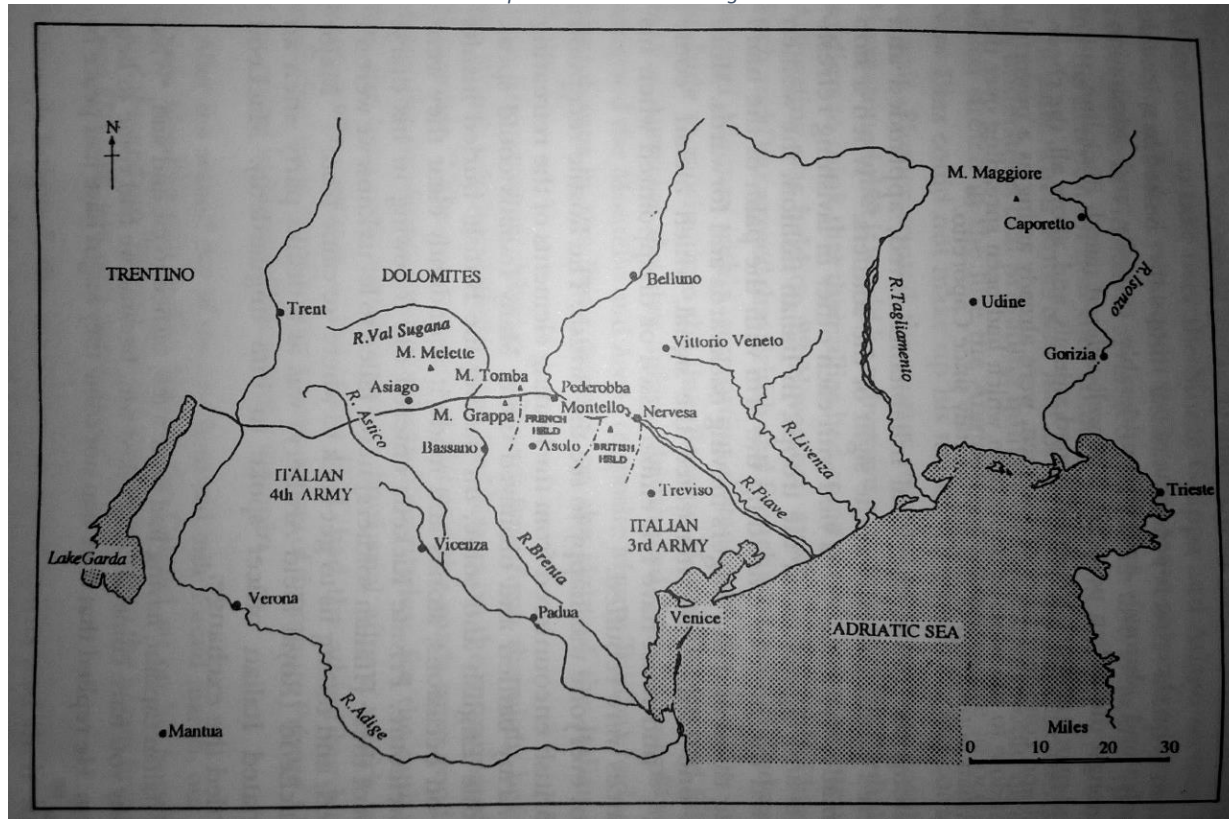 N
M. Maggiore
Caporetto
TRENTINO
DOLOMITES
Belluno
R.Isonzo
R.Tagliamento
Udine
Trent
R.Val Sugana
M. Melette
Vittorio Veneto
Gorizia
Asiago
M. Tomba
Pederobba
R. Astico
M. Grappa
Montello
Nervesa
FRENCH
HELD
Bassano
Asolo
BRITISH
HELD
R.Livenza
ITALIAN
4th ARMY
Treviso
R.Piave
Trieste
ITALIAN
3rd ARMY
Vicenza
R.Brenta
LakeGarda
Verona
Padua
Venice
ADRIATIC SEA
R.Adige
Mantua
Miles
0 10 20 30